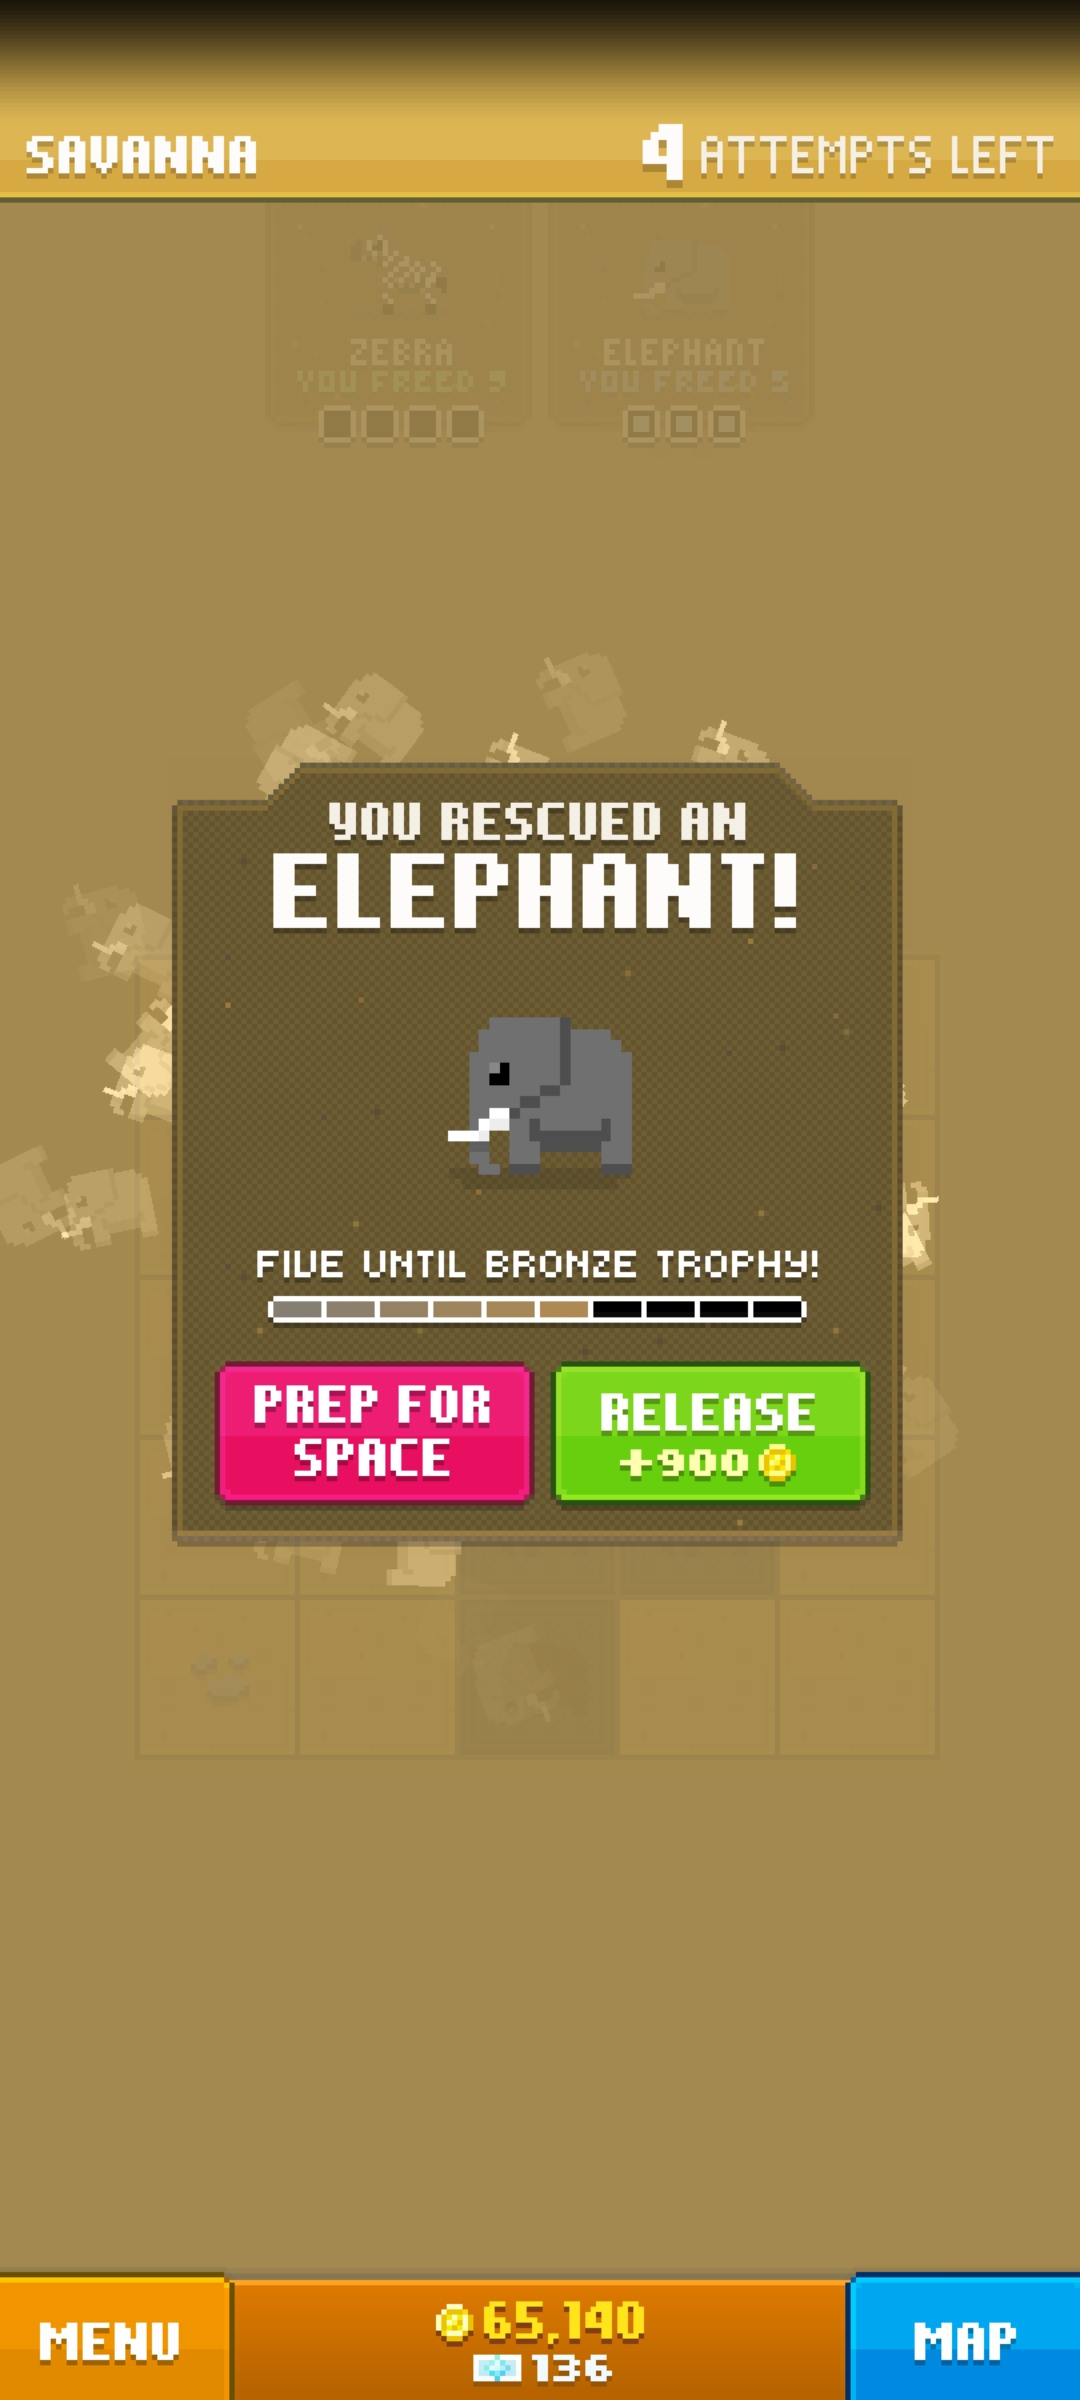 SAVANNA
4 ATTEMPTS LEFT
ZEBRA
YOU FREED 9
ELEPHANT
YOU FREED 5
YOU RESCUED AN
ELEPHANT!
FIVE UNTIL BRONZE TROPHY!
PREP FOR
SPACE
RELEASE
+900
MENU
65,140
136
MAP